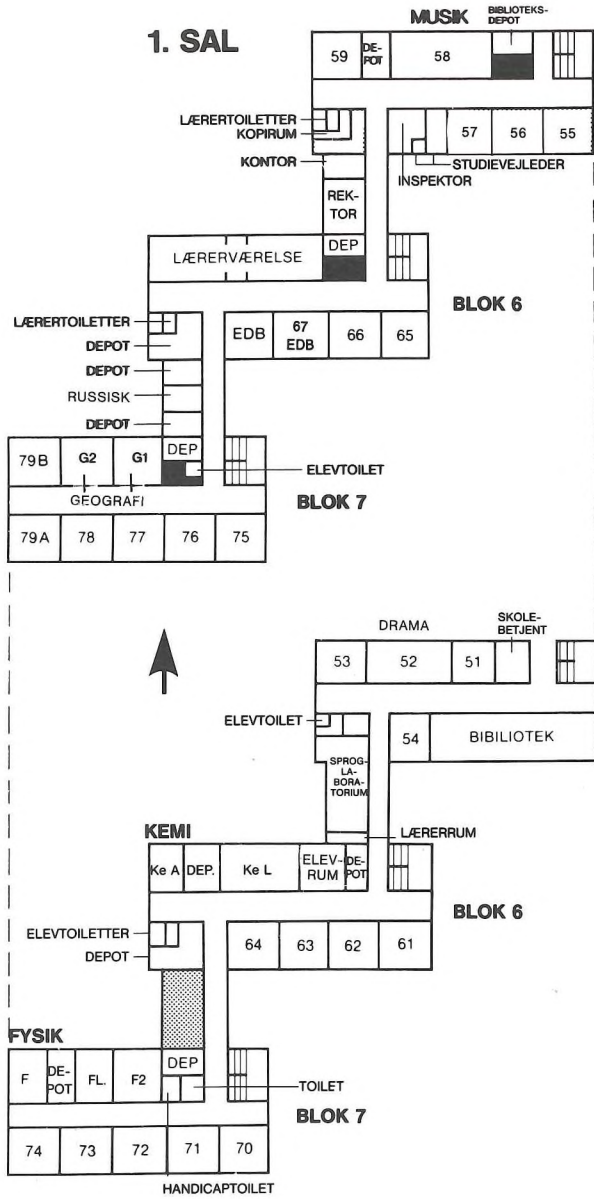 1. SAL
MUSIK
BIBLIOTEKS-
DEPOT
59
DE-
POT
58
LÆRERTOILETTER
KOPIRUM
57
56
55
KONTOR
STUDIEVEJLEDER
INSPEKTOR
REK-
TOR
DEP
LÆRERVÆRELSE
BLOK 6
LÆRERTOILETTER
DEPOT
EDB
67
EDB
66
65
DEPOT
RUSSISK
DEPOT
79B
G2
G1
DEP
ELEVTOILET
GEOGRAFI
BLOK 7
79A
78
77
76
75
DRAMA
SKOLE-
BETJENT
53
52
51
ELEVTOILET
54
BIBILIOTEK
SPROG-
LA-
BORA-
TORIUM
LÆRERRUM
KEMI
Ke A
DEP.
Ke L
ELEV-
RUM
DE-
POT
BLOK 6
ELEVTOILETTER
DEPOT
64
63
62
61
FYSIK
F
DE-
POT
FL.
F2
DEP
TOILET
BLOK 7
74
73
72
71
70
HANDICAPTOILET